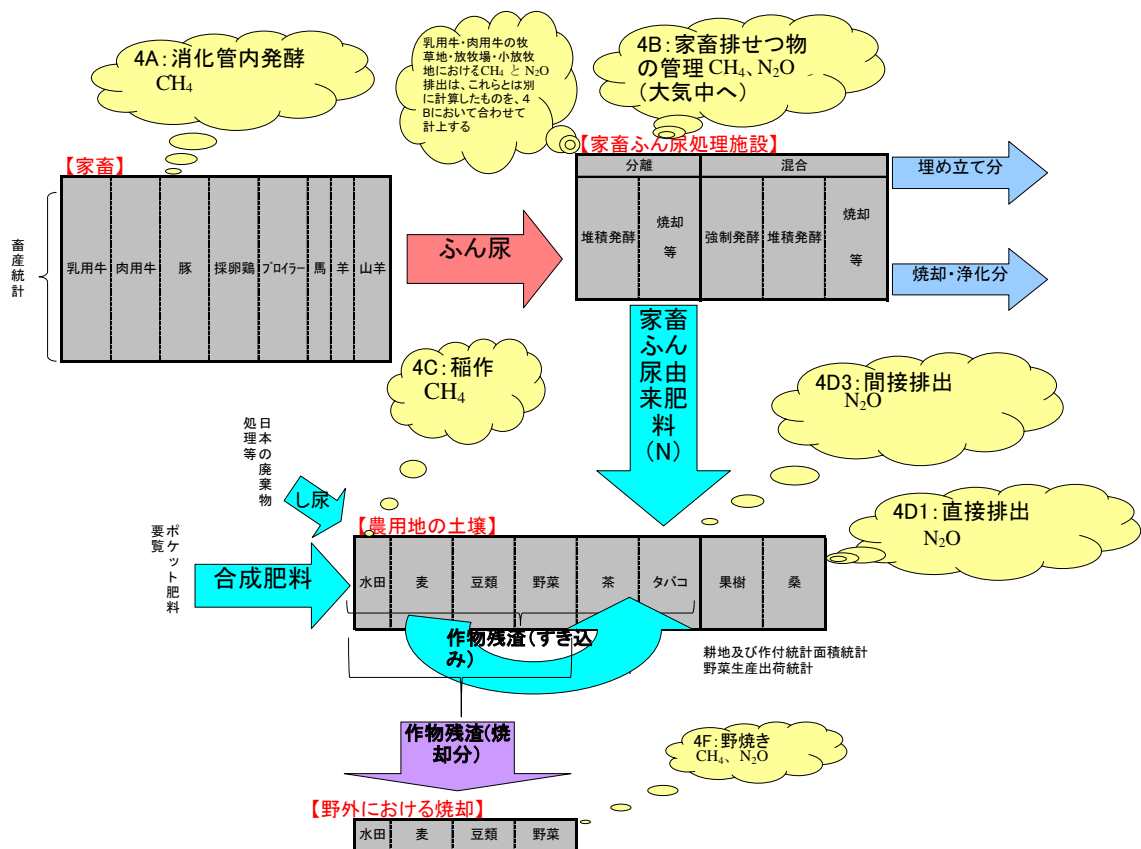 4A：消化管内発酵
CH₄
乳用牛・肉用牛の牧
草地・放牧場・小放牧
地におけるCH₄ と N₂O
排出は、これらとは別
に計算したものを、４
Bにおいて合わせて
計上する
4B：家畜排せつ物
の管理 CH₄、N₂O
（大気中へ）
【家畜】
畜産統計
乳用牛
肉用牛
豚
採卵鶏
ブロイラー
馬
羊
山羊
ふん尿
【家畜ふん尿処理施設】
分離
混合
堆積発酵
焼却
等
強制発酵
堆積発酵
焼却
等
埋め立て分
焼却・浄化分
家畜
ふん
尿由
来肥
料
（N）
4C：稲作
CH₄
4D3：間接排出
N₂O
4D1：直接排出
N₂O
日本の廃棄物
処理等
し尿
ポケット肥料
要覧
合成肥料
【農用地の土壌】
水田
麦
豆類
野菜
茶
タバコ
果樹
桑
作物残渣（すき込
み）
耕地及び作付統計面積統計
野菜生産出荷統計
作物残渣（焼
却分）
4F：野焼き
CH₄、N₂O
【野外における焼却】
水田
麦
豆類
野菜